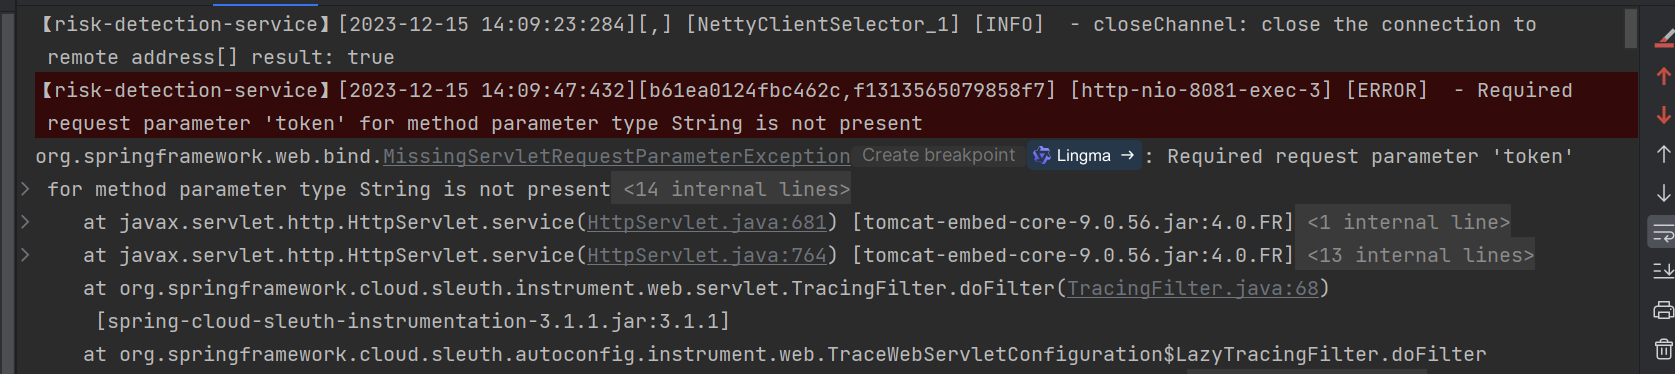 【risk-detection-service】[2023-12-15 14:09:23:284][,] [NettyClientSelector_1] [INFO]  - closeChannel: close the connection to
remote address[] result: true
【risk-detection-service】[2023-12-15 14:09:47:432][b61ea0124fbc462c,f1313565079858f7] [http-nio-8081-exec-3] [ERROR]  - Required
request parameter 'token' for method parameter type String is not present
org.springframework.web.bind.MissingServletRequestParameterException Create breakpoint Lingma → : Required request parameter 'token'
for method parameter type String is not present <14 internal lines>
at javax.servlet.http.HttpServlet.service(HttpServlet.java:681) [tomcat-embed-core-9.0.56.jar:4.0.FR] <1 internal line>
at javax.servlet.http.HttpServlet.service(HttpServlet.java:764) [tomcat-embed-core-9.0.56.jar:4.0.FR] <13 internal lines>
at org.springframework.cloud.sleuth.instrument.web.servlet.TracingFilter.doFilter(TracingFilter.java:68)
[spring-cloud-sleuth-instrumentation-3.1.1.jar:3.1.1]
at org.springframework.cloud.sleuth.autoconfig.instrument.web.TraceWebServletConfiguration$LazyTracingFilter.doFilter